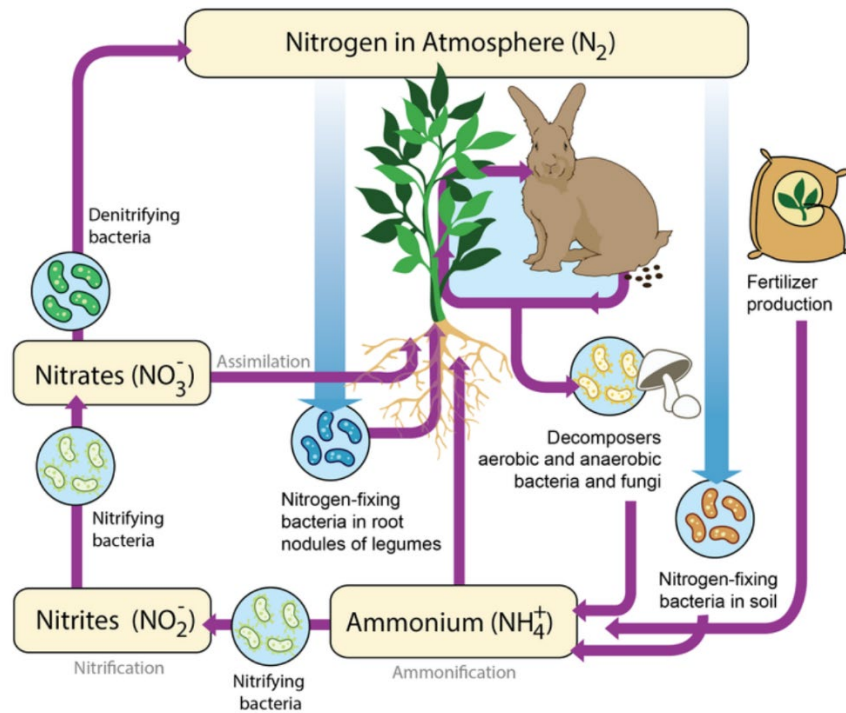 Nitrogen in Atmosphere (N₂)
Denitrifying
bacteria
Fertilizer
production
Nitrates (NO₃⁻)
Assimilation
Decomposers
aerobic and anaerobic
bacteria and fungi
Nitrogen-fixing
bacteria in root
nodules of legumes
Nitrifying
bacteria
Nitrogen-fixing
bacteria in soil
Nitrites (NO₂⁻)
Ammonium (NH₄⁺)
Nitrification
Ammonification
Nitrifying
bacteria